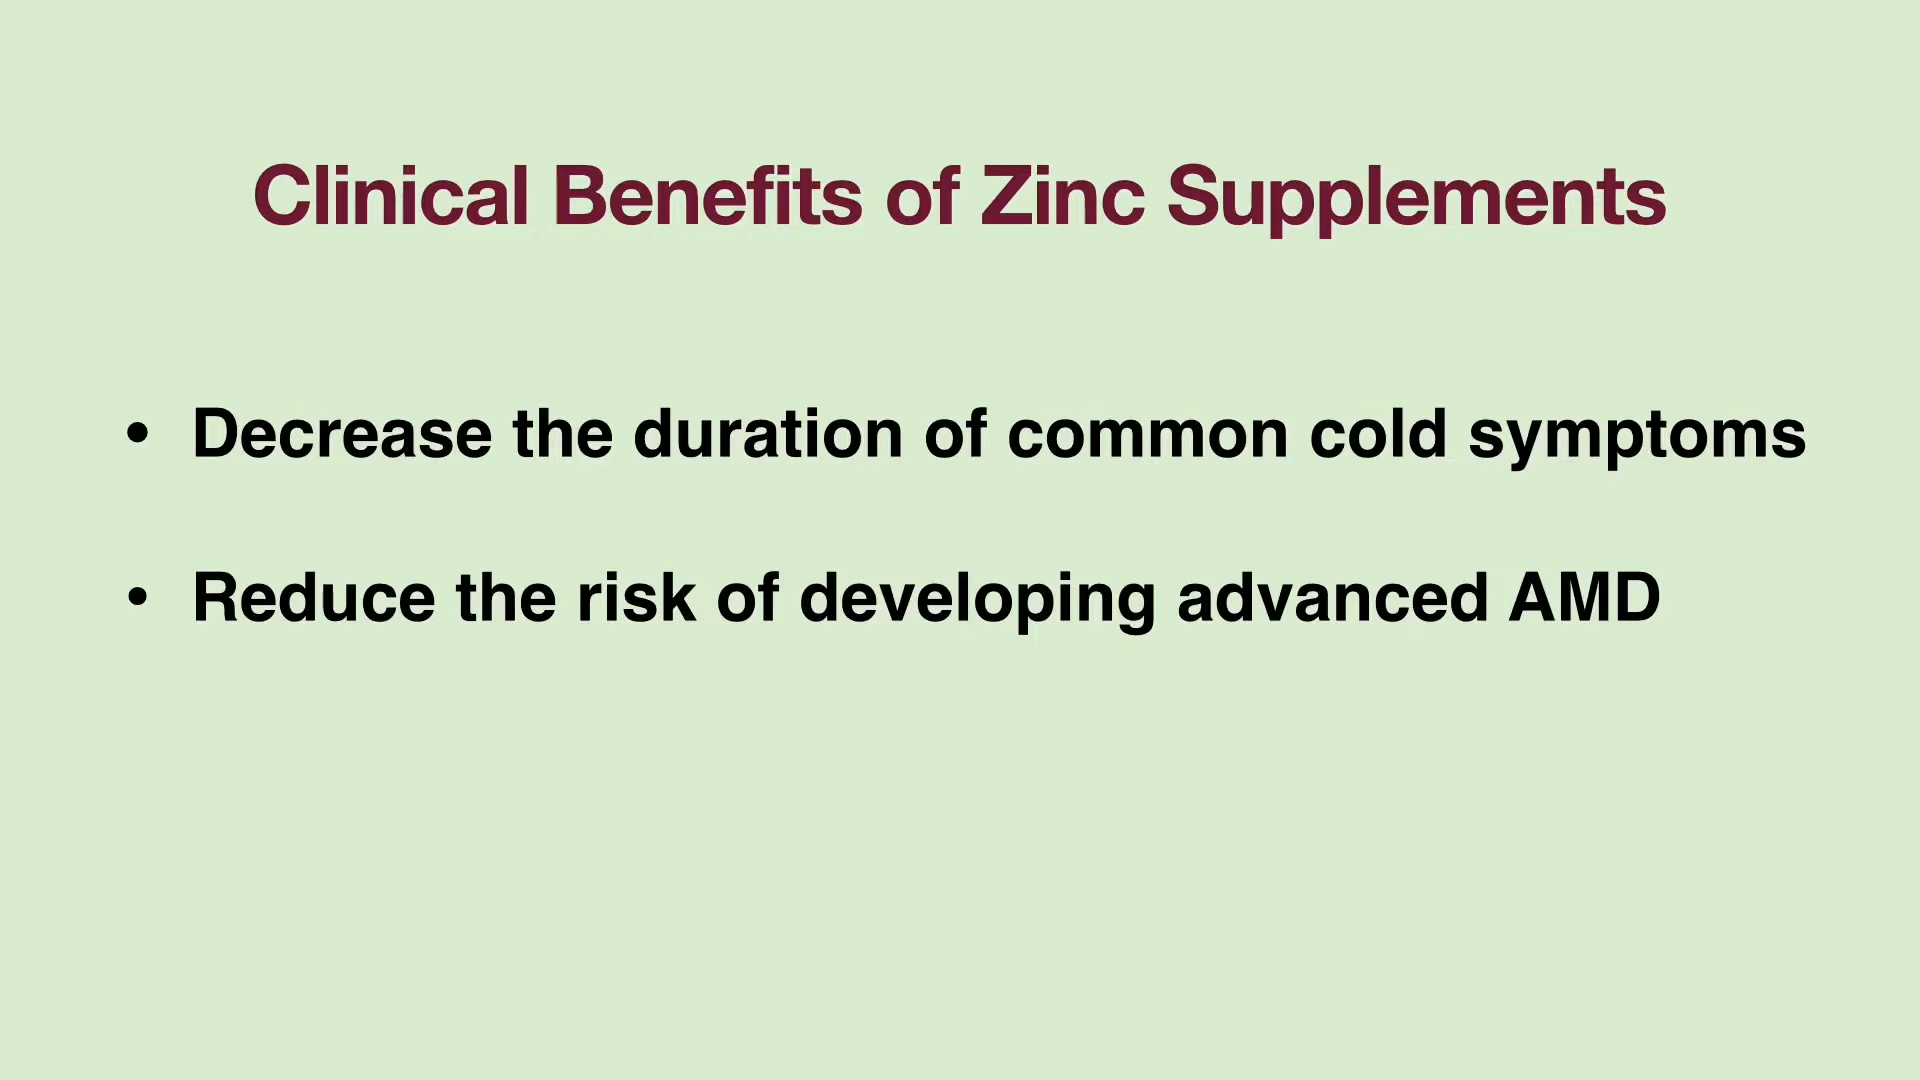 Clinical Benefits of Zinc Supplements
• Decrease the duration of common cold symptoms
• Reduce the risk of developing advanced AMD